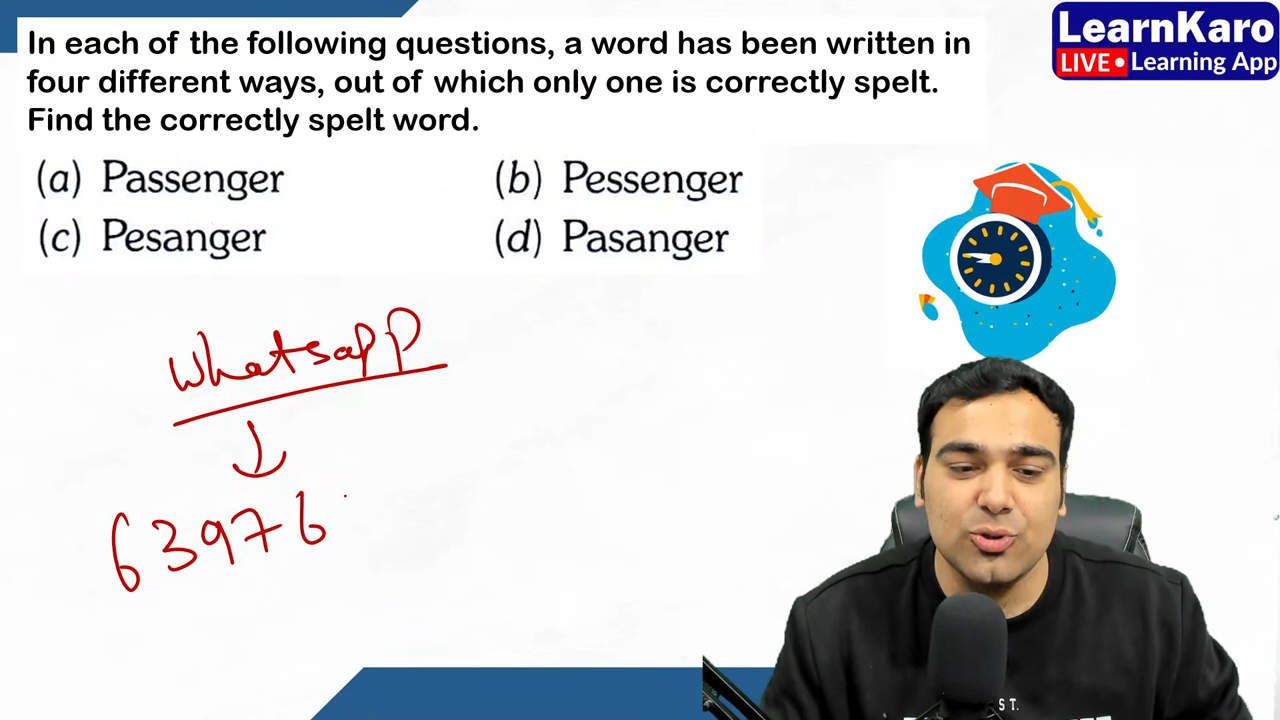 In each of the following questions, a word has been written in
four different ways, out of which only one is correctly spelt.
Find the correctly spelt word.
LearnKaro
LIVE • Learning App
(a) Passenger (b) Pessenger
(c) Pesanger (d) Pasanger
Whatsapp
63976
ST.